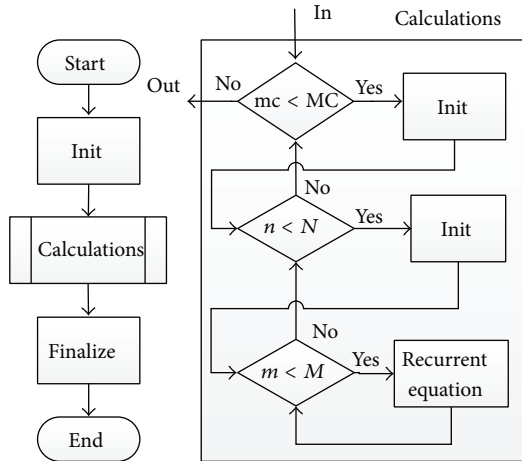 Start
Init
Calculations
Finalize
End
In
Calculations
Out
No
mc < MC
Yes
Init
No
n < N
Yes
Init
No
m < M
Yes
Recurrent
equation